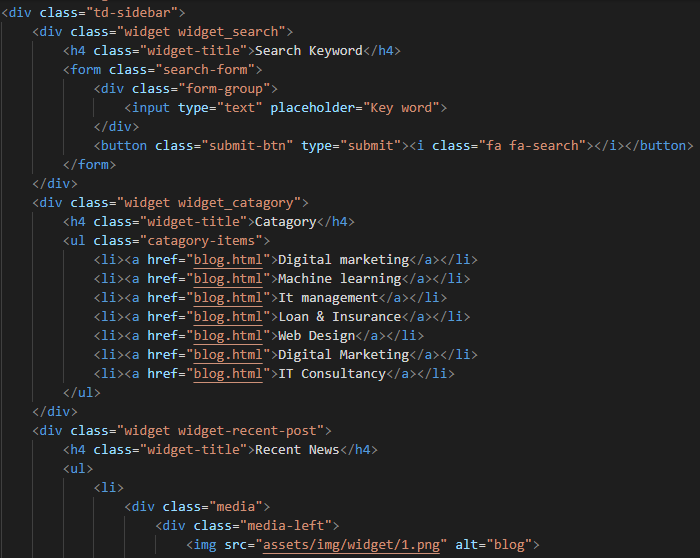 <div class="td-sidebar">
    <div class="widget widget_search">
        <h4 class="widget-title">Search Keyword</h4>
        <form class="search-form">
            <div class="form-group">
                <input type="text" placeholder="Key word">
            </div>
            <button class="submit-btn" type="submit"><i class="fa fa-search"></i></button>
        </form>
    </div>
    <div class="widget widget_catagory">
        <h4 class="widget-title">Catagory</h4>
        <ul class="catagory-items">
            <li><a href="blog.html">Digital marketing</a></li>
            <li><a href="blog.html">Machine learning</a></li>
            <li><a href="blog.html">It management</a></li>
            <li><a href="blog.html">Loan & Insurance</a></li>
            <li><a href="blog.html">Web Design</a></li>
            <li><a href="blog.html">Digital Marketing</a></li>
            <li><a href="blog.html">IT Consultancy</a></li>
        </ul>
    </div>
    <div class="widget widget-recent-post">
        <h4 class="widget-title">Recent News</h4>
        <ul>
            <li>
                <div class="media">
                    <div class="media-left">
                        <img src="assets/img/widget/1.png" alt="blog">